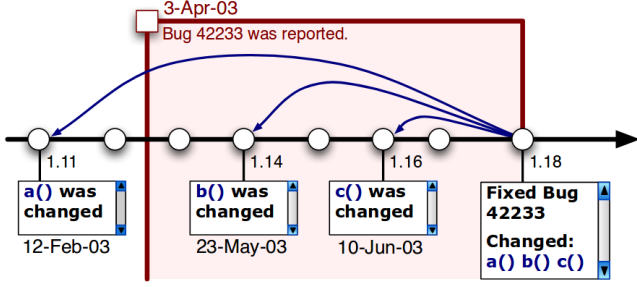 3-Apr-03
Bug 42233 was reported.
1.11
1.14
1.16
1.18
a() was
changed
b() was
changed
c() was
changed
Fixed Bug
42233
Changed:
a() b() c()
12-Feb-03
23-May-03
10-Jun-03